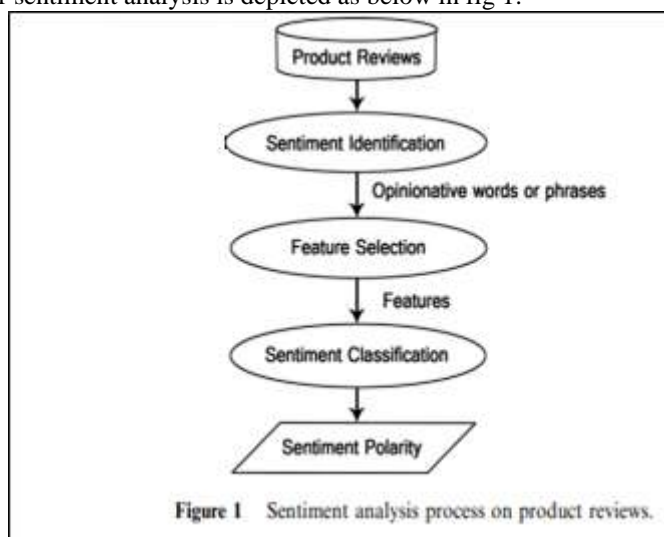 r sentiment analysis is depicted as below in fig 1.
Product Reviews
Sentiment Identification
Opinionative words or phrases
Feature Selection
Features
Sentiment Classification
Sentiment Polarity
Figure 1 Sentiment analysis process on product reviews.